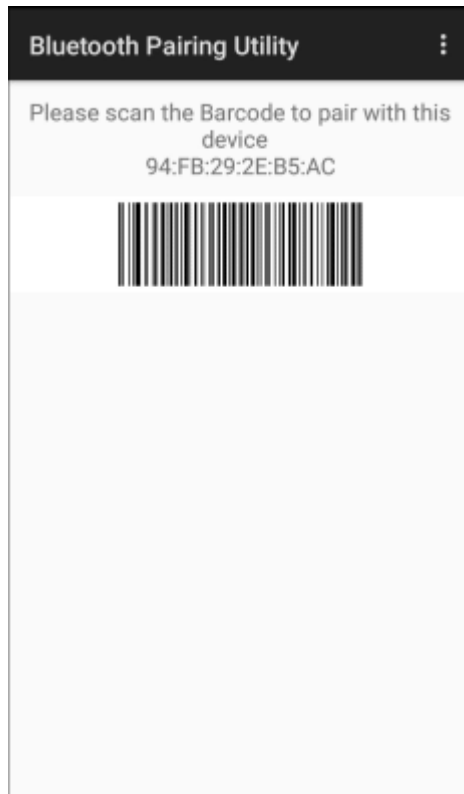 Bluetooth Pairing Utility
Please scan the Barcode to pair with this
device
94:FB:29:2E:B5:AC